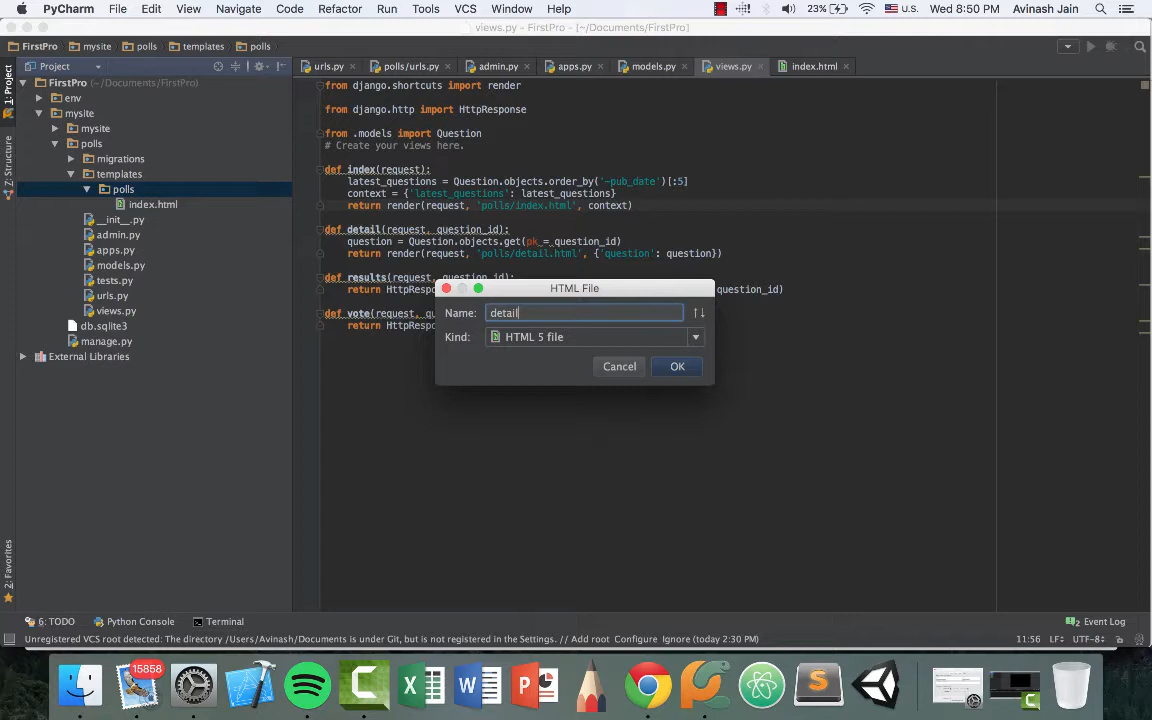 PyCharm File Edit View Navigate Code Refactor Run Tools VCS Window Help 23% U.S. Wed 8:50 PM Avinash Jain
views.py - FirstPro - [~/Documents/FirstPro]
FirstPro mysite polls templates polls
Project
urls.py polls/urls.py admin.py apps.py models.py views.py index.html
1: Project
Z: Structure
2: Favorites
FirstPro (~/Documents/FirstPro)
env
mysite
mysite
polls
migrations
templates
polls
index.html
__init__.py
admin.py
apps.py
models.py
tests.py
urls.py
views.py
db.sqlite3
manage.py
External Libraries
from django.shortcuts import render
from django.http import HttpResponse
from .models import Question
# Create your views here.
def index(request):
latest_questions = Question.objects.order_by('-pub_date')[:5]
context = {'latest_questions': latest_questions}
return render(request, 'polls/index.html', context)
def detail(request, question_id):
question = Question.objects.get(pk = question_id)
return render(request, 'polls/detail.html', {'question': question})
def results(request, question_id):
return HttpResp question_id)
def vote(request, qu
return HttpResp
HTML File
Name: detail
Kind: HTML 5 file
Cancel OK
6: TODO Python Console Terminal 2 Event Log
Unregistered VCS root detected: The directory /Users/Avinash/Documents is under Git, but is not registered in the Settings. // Add root Configure Ignore (today 2:30 PM) 11:56 LF÷ UTF-8÷
15858